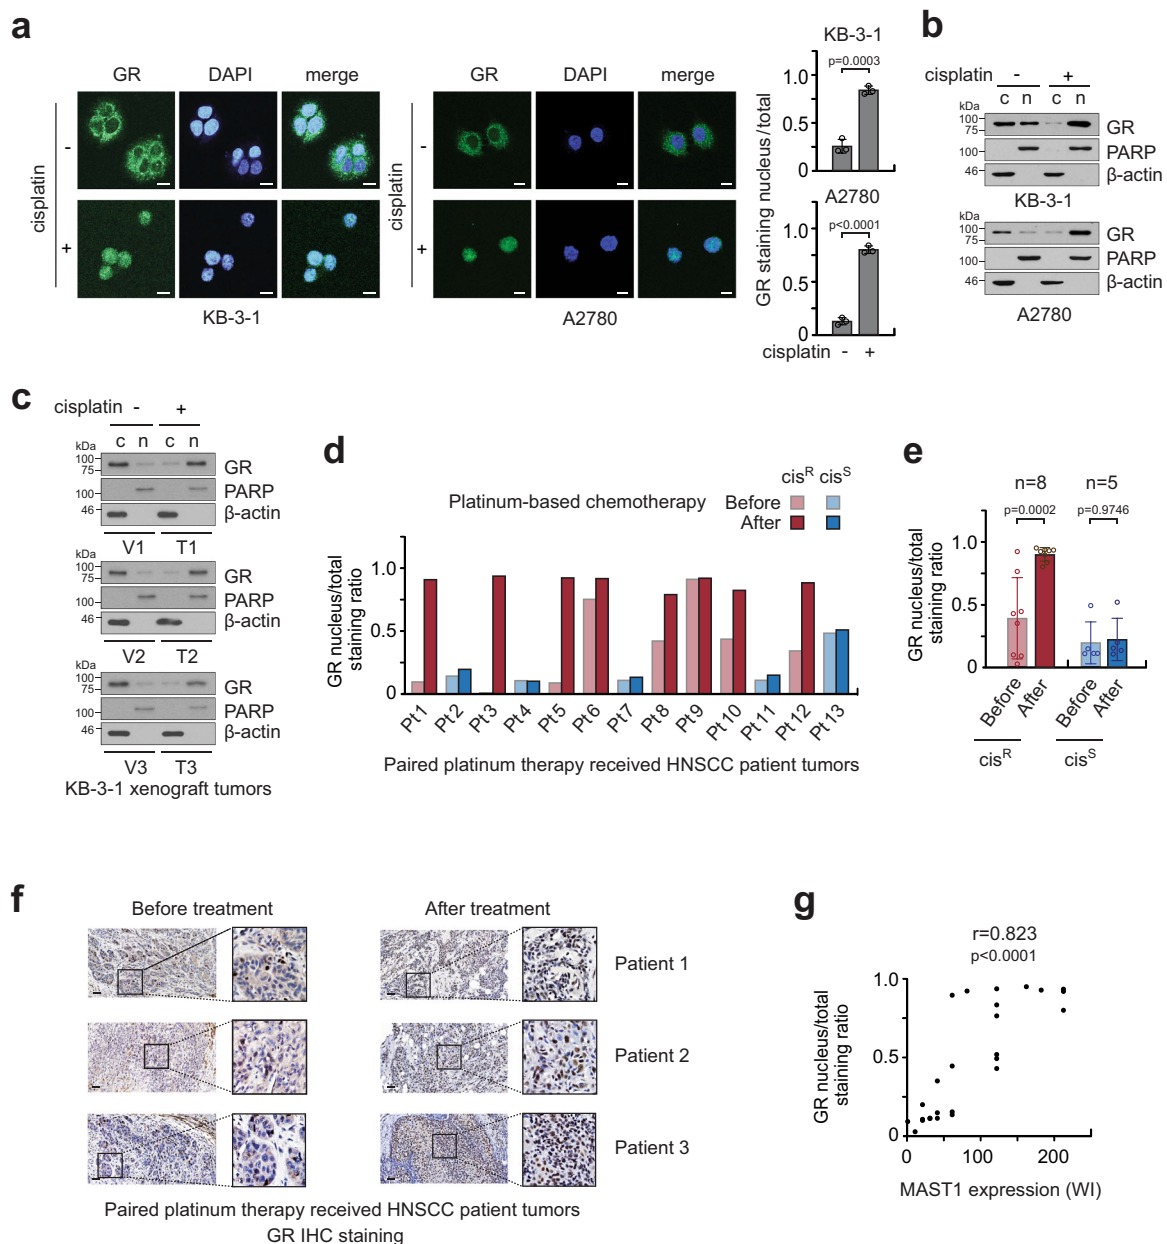 a
GR DAPI merge
cisplatin
-
+
KB-3-1
GR DAPI merge
cisplatin
-
+
A2780
GR staining nucleus/total
KB-3-1
p=0.0003
1.0
0.5
0
A2780
p<0.0001
1.0
0.5
0
cisplatin - +
b
cisplatin - +
kDa c n c n
100
75
GR
100
PARP
46
β-actin
KB-3-1
100
75
GR
100
PARP
46
β-actin
A2780
c
cisplatin - +
kDa c n c n
100
75
GR
100
PARP
46
β-actin
V1 T1
100
75
GR
100
PARP
46
β-actin
V2 T2
100
75
GR
100
PARP
46
β-actin
V3 T3
KB-3-1 xenograft tumors
d
cisR cisS
Platinum-based chemotherapy
Before
After
GR nucleus/total
staining ratio
1.0
0.5
0
Pt1 Pt2 Pt3 Pt4 Pt5 Pt6 Pt7 Pt8 Pt9 Pt10 Pt11 Pt12 Pt13
Paired platinum therapy received HNSCC patient tumors
e
n=8 n=5
p=0.0002 p=0.9746
GR nucleus/total
staining ratio
1.0
0.5
0
Before After Before After
cisR cisS
f
Before treatment After treatment
Patient 1
Patient 2
Patient 3
Paired platinum therapy received HNSCC patient tumors
GR IHC staining
g
r=0.823
p<0.0001
GR nucleus/total
staining ratio
1.0
0.5
0
0 100 200
MAST1 expression (WI)